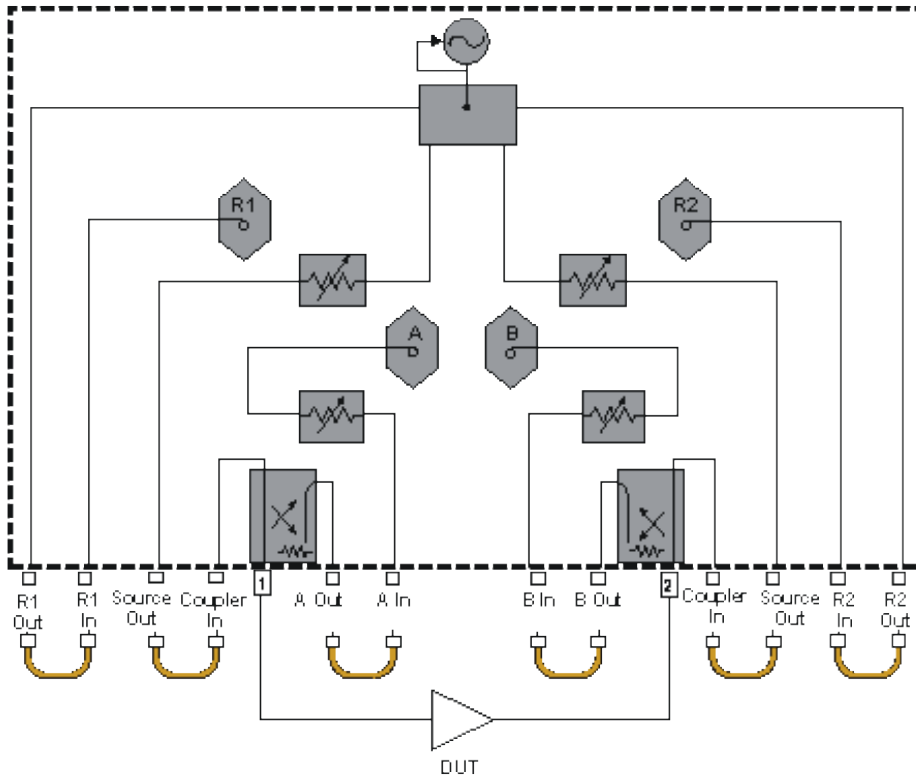 R1
R2
A
B
1
2
R1 Out
R1 In
Source Out
Coupler In
A Out
A In
B In
B Out
Coupler In
Source Out
R2 In
R2 Out
DUT